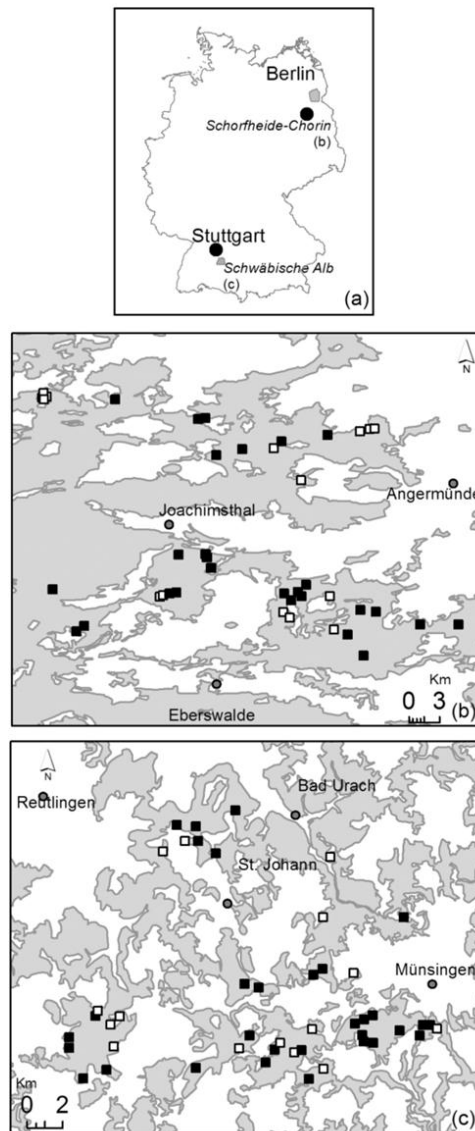 Berlin
Schorfheide-Chorin
(b)
Stuttgart
Schwäbische Alb
(c)
(a)
N
Angermünde
Joachimsthal
Eberswalde
Km
0 3
(b)
N
Reutlingen
Bad Urach
St. Johann
Münsingen
Km
0 2
(c)